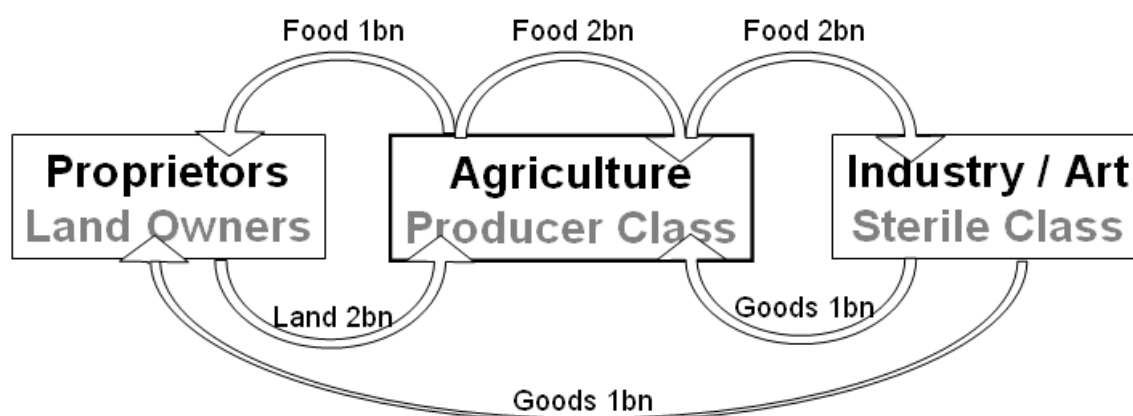 Food 1bn
Food 2bn
Food 2bn
Proprietors
Land Owners
Agriculture
Producer Class
Industry / Art
Sterile Class
Land 2bn
Goods 1bn
Goods 1bn